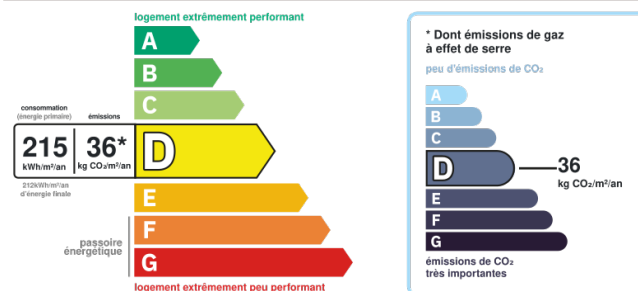 logement extrêmement performant
A
B
C
consommation
(énergie primaire)
émissions
215
kWh/m²/an
36*
kg CO₂/m²/an
D
212kWh/m²/an
d'énergie finale
E
F
G
passoire
énergétique
logement extrêmement peu performant
* Dont émissions de gaz
à effet de serre
peu d'émissions de CO₂
A
B
C
D
36
kg CO₂/m²/an
E
F
G
émissions de CO₂
très importantes